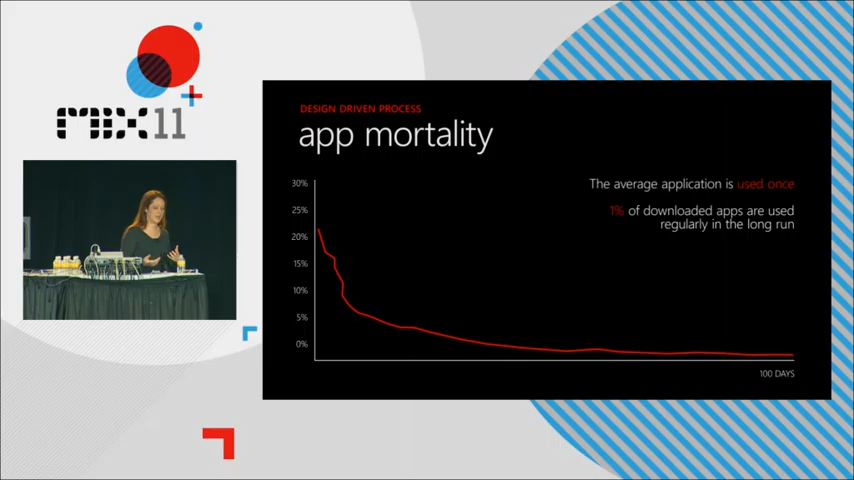 MIX11
DESIGN DRIVEN PROCESS
app mortality
The average application is used once
1% of downloaded apps are used
regularly in the long run
30%
25%
20%
15%
10%
5%
0%
100 DAYS